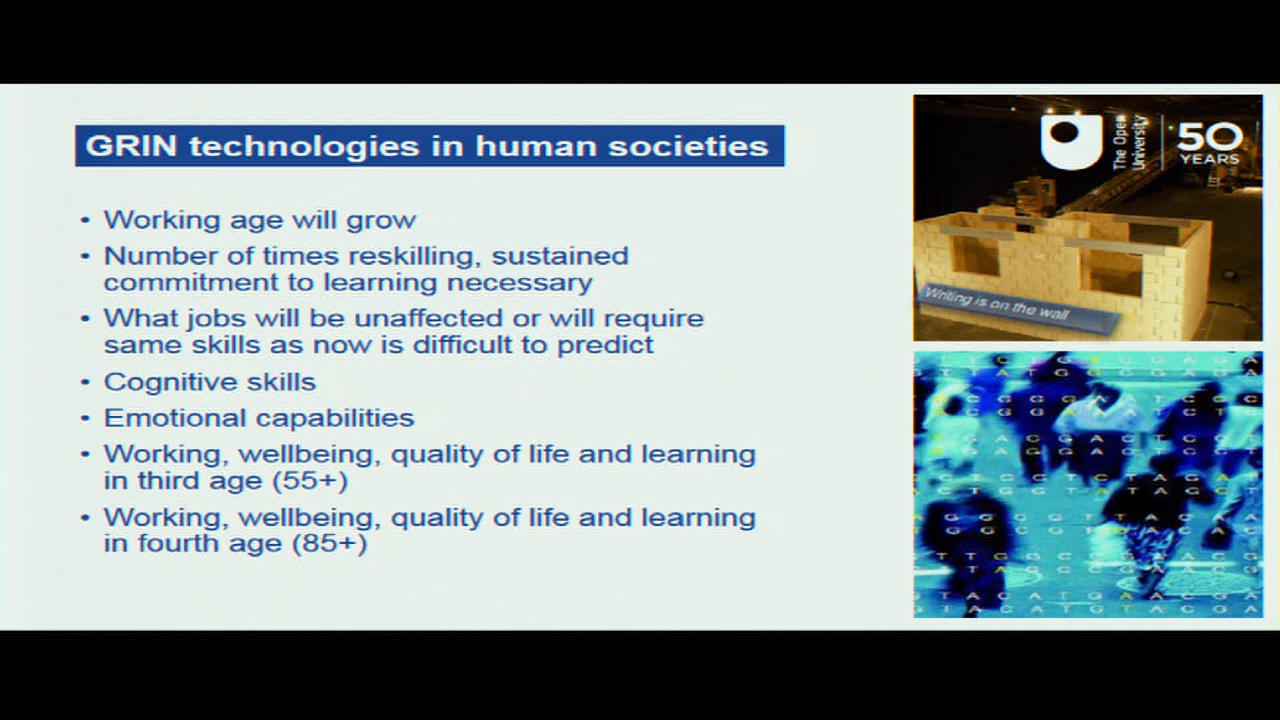 GRIN technologies in human societies
• Working age will grow
• Number of times reskilling, sustained
commitment to learning necessary
• What jobs will be unaffected or will require
same skills as now is difficult to predict
• Cognitive skills
• Emotional capabilities
• Working, wellbeing, quality of life and learning
in third age (55+)
• Working, wellbeing, quality of life and learning
in fourth age (85+)
The Open
University
50
YEARS
Writing is on the wall